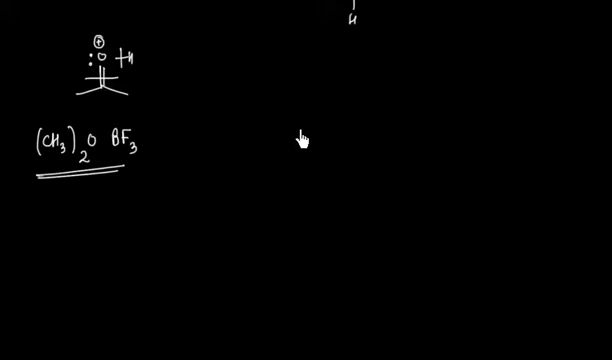 H
⊕
:O H
(CH3)2O BF3